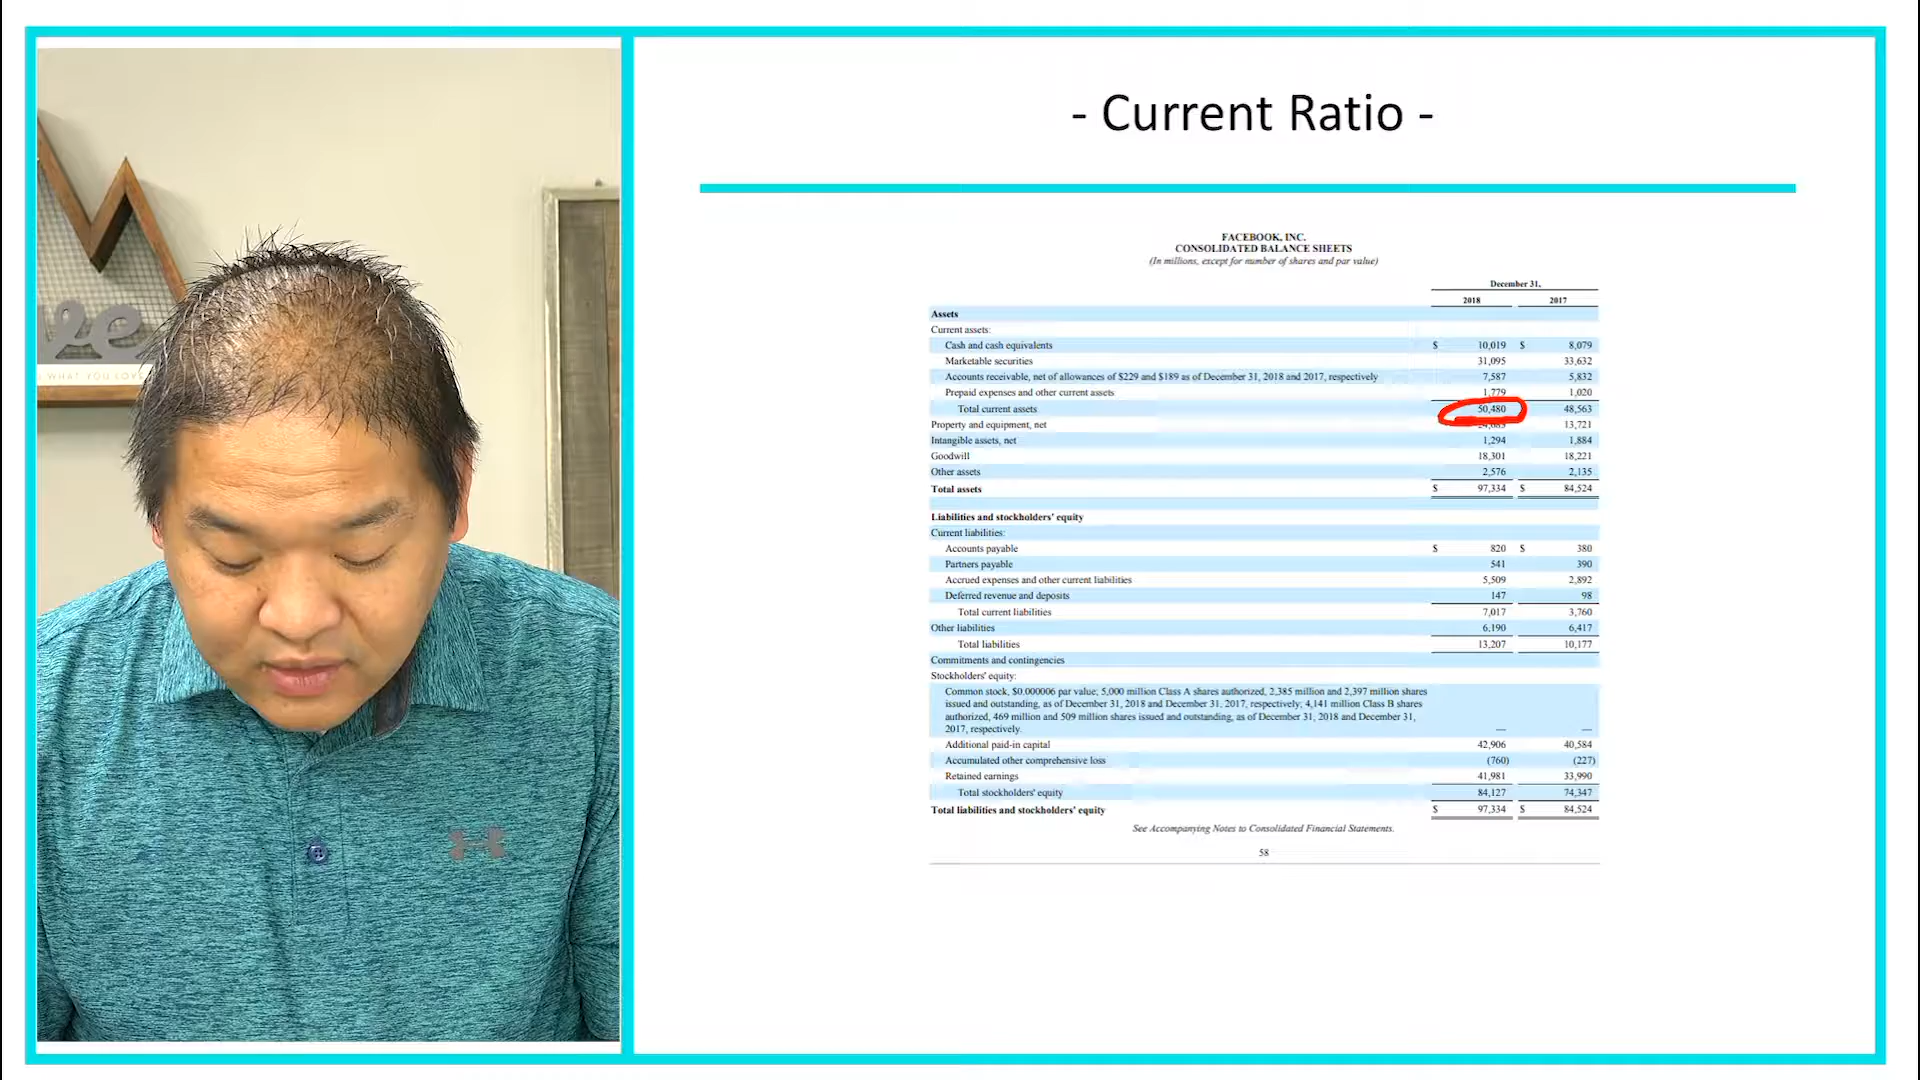 - Current Ratio -
WHAT YOU LOVE
FACEBOOK, INC.
CONSOLIDATED BALANCE SHEETS
(In millions, except for number of shares and par value)
December 31,
2018 2017
Assets
Current assets:
Cash and cash equivalents $ 10,019 $ 8,079
Marketable securities 31,095 33,632
Accounts receivable, net of allowances of $229 and $189 as of December 31, 2018 and 2017, respectively 7,587 5,832
Prepaid expenses and other current assets 1,779 1,020
Total current assets 50,480 48,563
Property and equipment, net 13,721
Intangible assets, net 1,294 1,884
Goodwill 18,301 18,221
Other assets 2,576 2,135
Total assets $ 97,334 $ 84,524
Liabilities and stockholders' equity
Current liabilities:
Accounts payable $ 820 $ 380
Partners payable 541 390
Accrued expenses and other current liabilities 5,509 2,892
Deferred revenue and deposits 147 98
Total current liabilities 7,017 3,760
Other liabilities 6,190 6,417
Total liabilities 13,207 10,177
Commitments and contingencies
Stockholders' equity:
Common stock, $0.000006 par value; 5,000 million Class A shares authorized, 2,385 million and 2,397 million shares
issued and outstanding, as of December 31, 2018 and December 31, 2017, respectively; 4,141 million Class B shares
authorized, 469 million and 509 million shares issued and outstanding, as of December 31, 2018 and December 31,
2017, respectively. — —
Additional paid-in capital 42,906 40,584
Accumulated other comprehensive loss (760) (227)
Retained earnings 41,981 33,990
Total stockholders' equity 84,127 74,347
Total liabilities and stockholders' equity $ 97,334 $ 84,524
See Accompanying Notes to Consolidated Financial Statements.
58